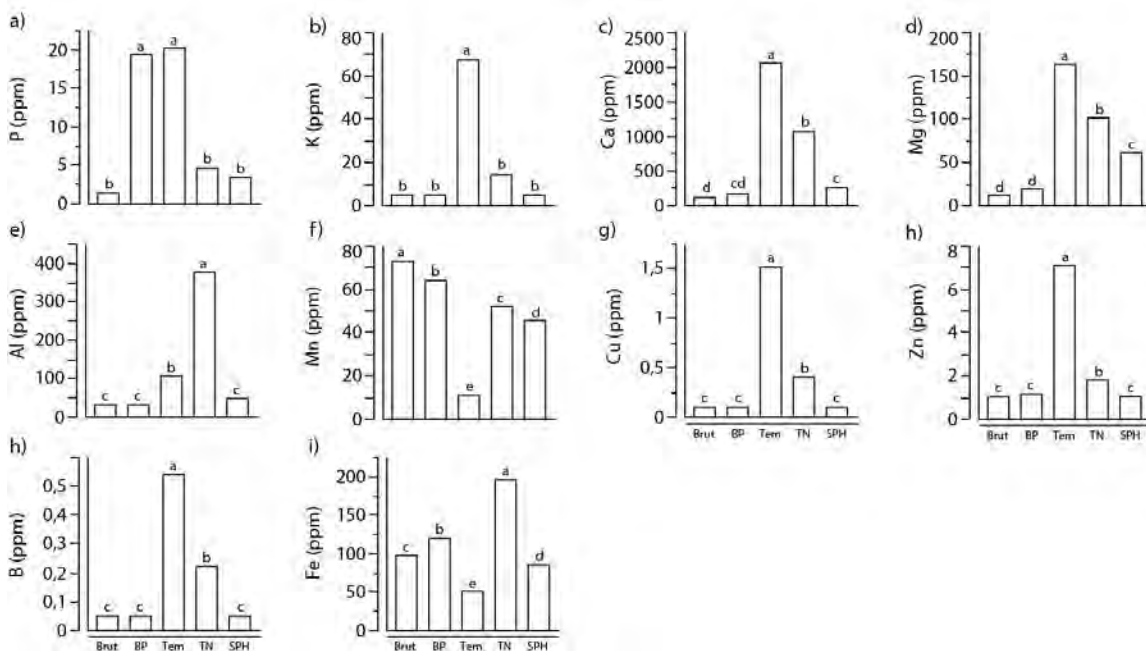 a)
P (ppm)
20
15
10
5
0
b a a b b
b)
K (ppm)
80
60
40
20
0
b b a b b
c)
Ca (ppm)
2500
2000
1500
1000
500
0
d cd a b c
d)
Mg (ppm)
200
150
100
50
0
d d a b c
e)
Al (ppm)
400
300
200
100
0
c c b a c
f)
Mn (ppm)
80
60
40
20
0
a b e c d
g)
Cu (ppm)
1,5
1
0,5
0
c c a b c
Brut BP Tem TN SPH
h)
Zn (ppm)
8
6
4
2
0
c c a b c
Brut BP Tem TN SPH
h)
B (ppm)
0,5
0,4
0,3
0,2
0,1
0
c c a b c
Brut BP Tem TN SPH
i)
Fe (ppm)
200
150
100
50
0
c b e a d
Brut BP Tem TN SPH